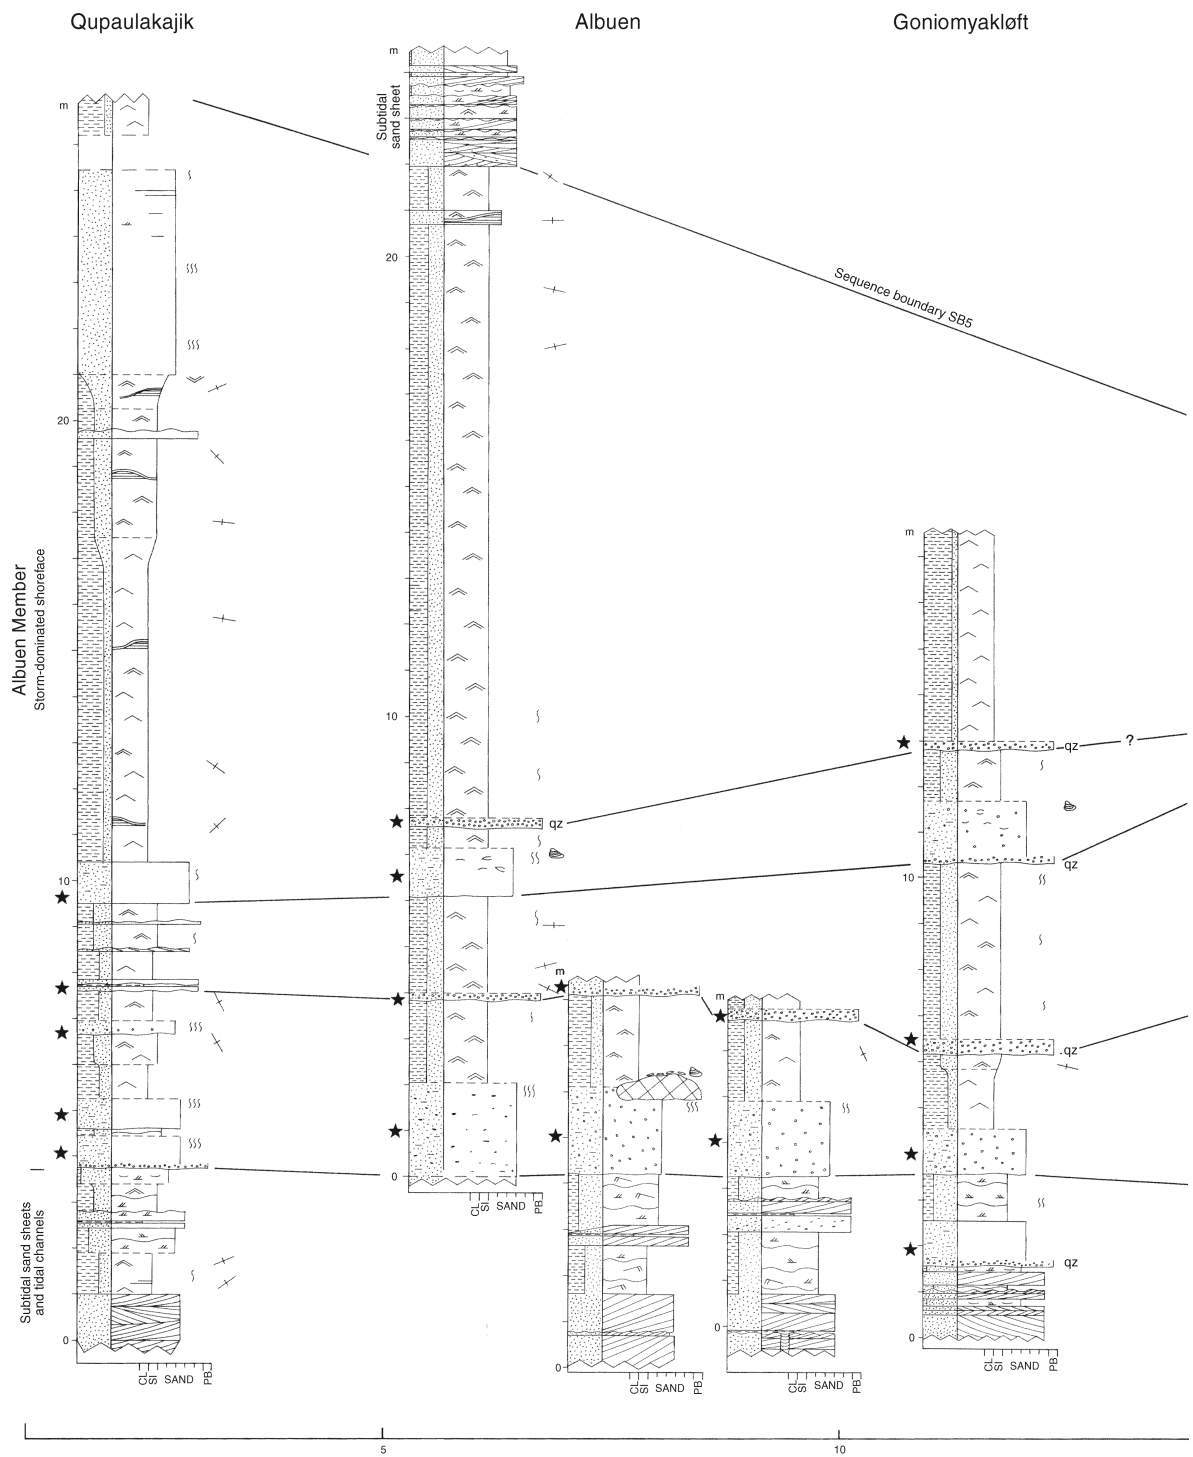 Qupaulakajik
Albuen
Goniomyakløft
m
Subtidal
sand sheet
m
20
Sequence boundary SB5
20
m
Albuen Member
Storm-dominated shoreface
10
qz
?
qz
10
qz
10
m
m
qz
0
CL
SI
SAND
PB
qz
Subtidal sand sheets
and tidal channels
0
0
0
0
CL
SI
SAND
PB
CL
SI
SAND
PB
CL
SI
SAND
PB
CL
SI
SAND
PB
5
10